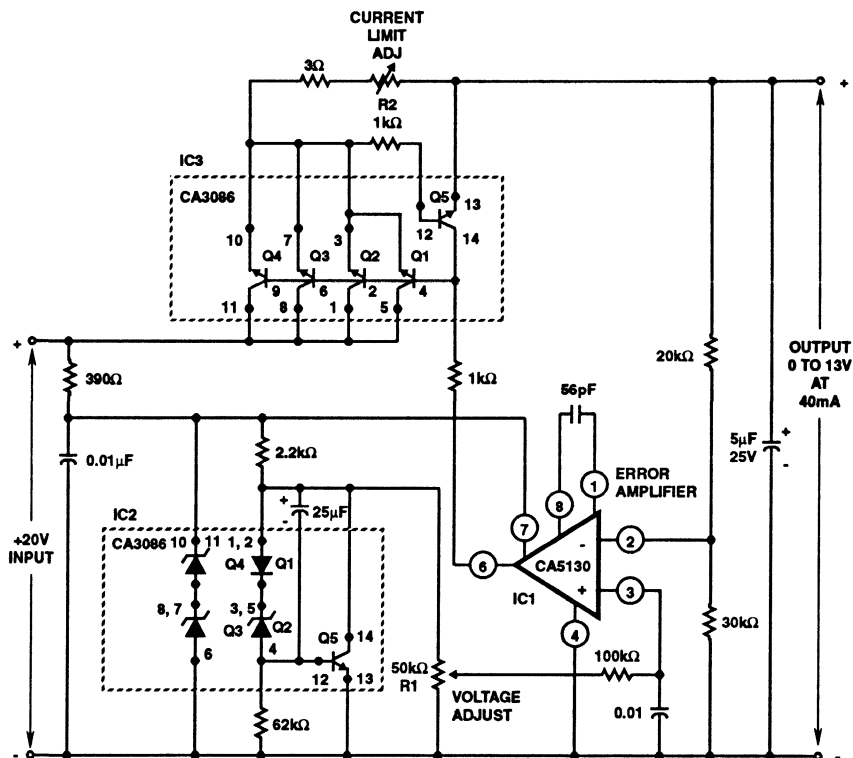 CURRENT
LIMIT
ADJ
3Ω
R2
1kΩ
+
IC3
CA3086
Q5
13
12
14
10
7
3
Q4
Q3
Q2
Q1
9
6
2
4
11
8
1
5
+
390Ω
1kΩ
20kΩ
OUTPUT
0 TO 13V
AT
40mA
56pF
5μF
25V
+
-
0.01μF
2.2kΩ
+
-
25μF
ERROR
AMPLIFIER
1
8
7
+20V
INPUT
IC2
CA3086
10
11
1, 2
Q4
Q1
-
2
6
CA5130
+
3
IC1
4
8, 7
3, 5
Q3
Q2
6
4
Q5
14
12
13
50kΩ
R1
VOLTAGE
ADJUST
100kΩ
30kΩ
62kΩ
0.01
-
-